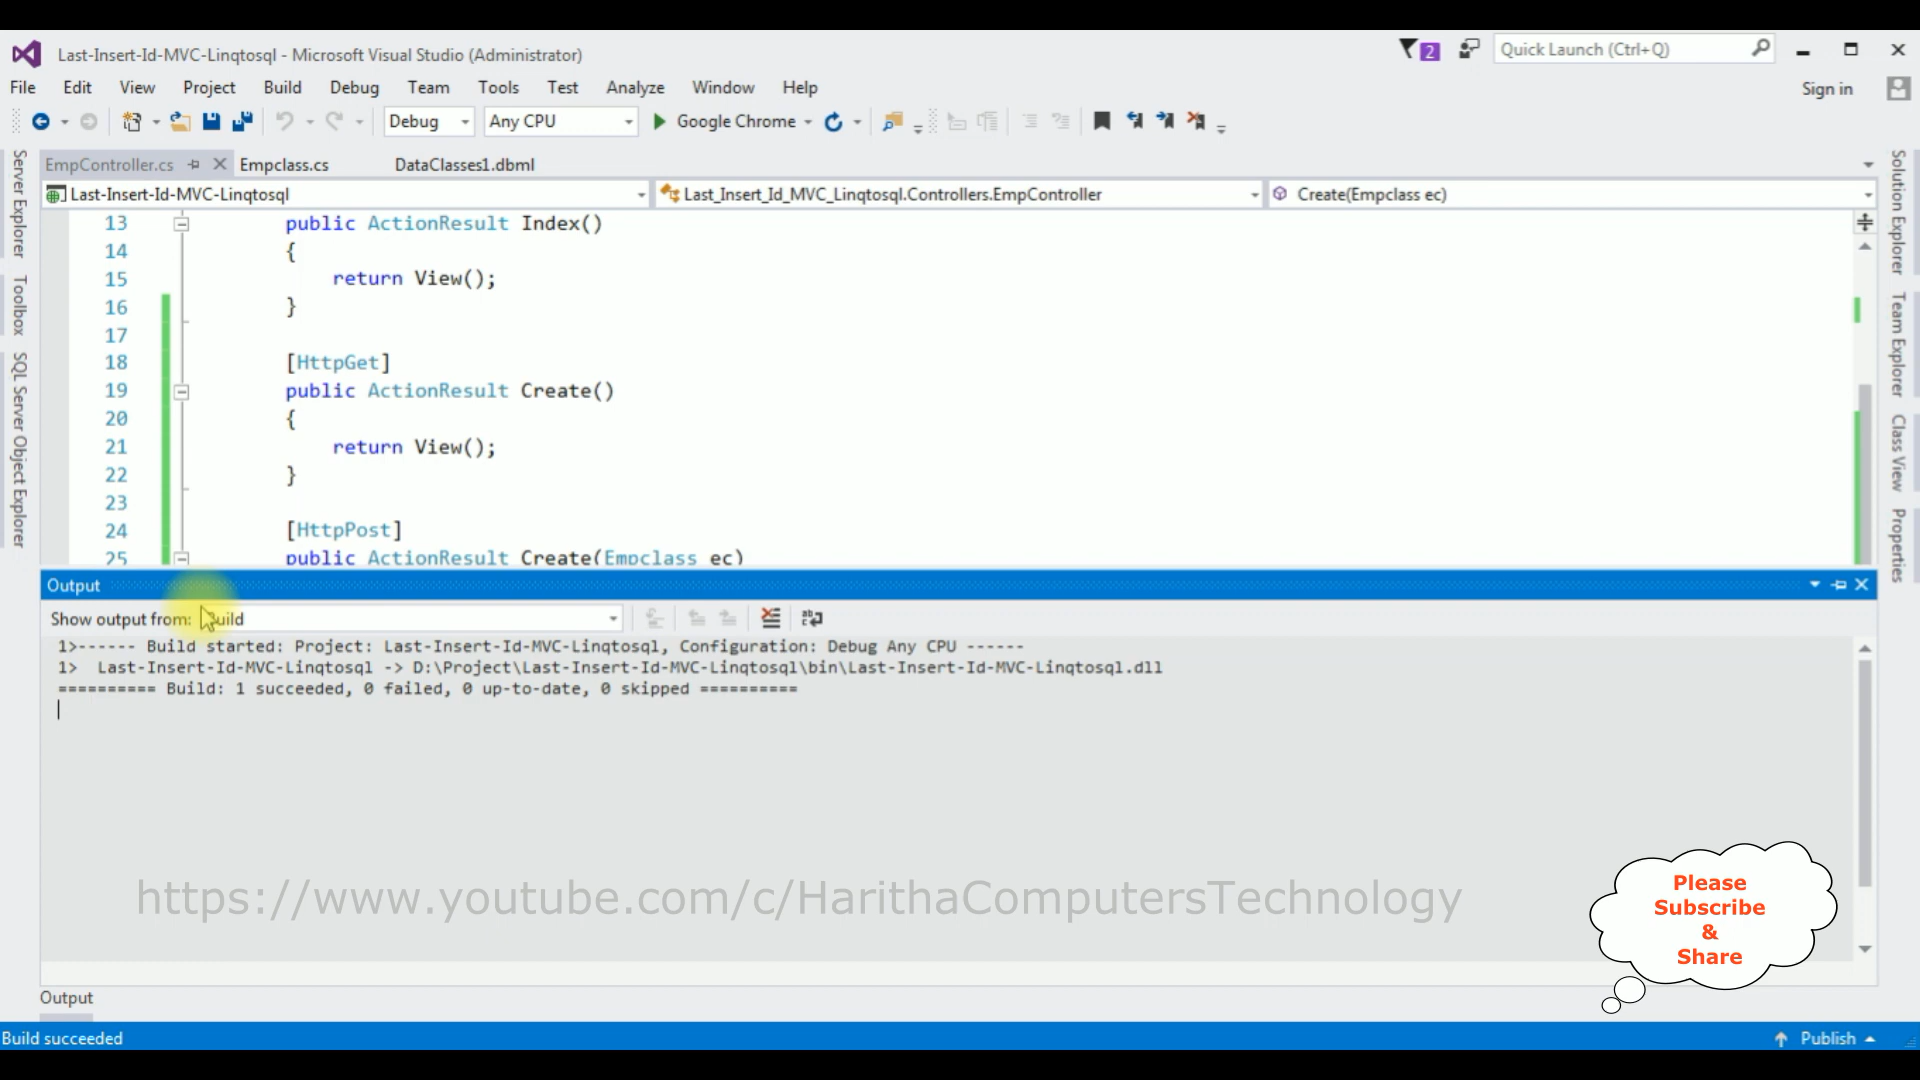 Last-Insert-Id-MVC-Linqtosql - Microsoft Visual Studio (Administrator)
2
Quick Launch (Ctrl+Q)
File Edit View Project Build Debug Team Tools Test Analyze Window Help
Sign in
Debug
Any CPU
Google Chrome
EmpController.cs
Empclass.cs
DataClasses1.dbml
Last-Insert-Id-MVC-Linqtosql
Last_Insert_Id_MVC_Linqtosql.Controllers.EmpController
Create(Empclass ec)
Server Explorer
Toolbox
SQL Server Object Explorer
13 public ActionResult Index()
14 {
15 return View();
16 }
17
18 [HttpGet]
19 public ActionResult Create()
20 {
21 return View();
22 }
23
24 [HttpPost]
25 public ActionResult Create(Empclass ec)
Solution Explorer
Team Explorer
Class View
Properties
Output
Show output from: Build
1>------ Build started: Project: Last-Insert-Id-MVC-Linqtosql, Configuration: Debug Any CPU ------
1>  Last-Insert-Id-MVC-Linqtosql -> D:\Project\Last-Insert-Id-MVC-Linqtosql\bin\Last-Insert-Id-MVC-Linqtosql.dll
========== Build: 1 succeeded, 0 failed, 0 up-to-date, 0 skipped ==========
https://www.youtube.com/c/HarithaComputersTechnology
Please
Subscribe
&
Share
Output
Build succeeded
Publish